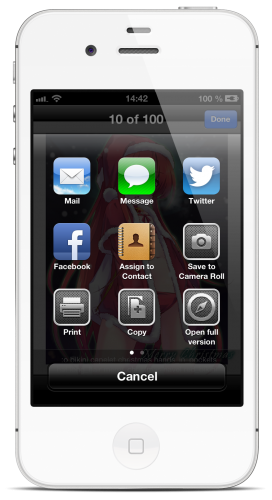 14:42
100 %
10 of 100
Done
Mail
Message
Twitter
Facebook
Assign to
Contact
Save to
Camera Roll
Print
Copy
Open full
version
Cancel